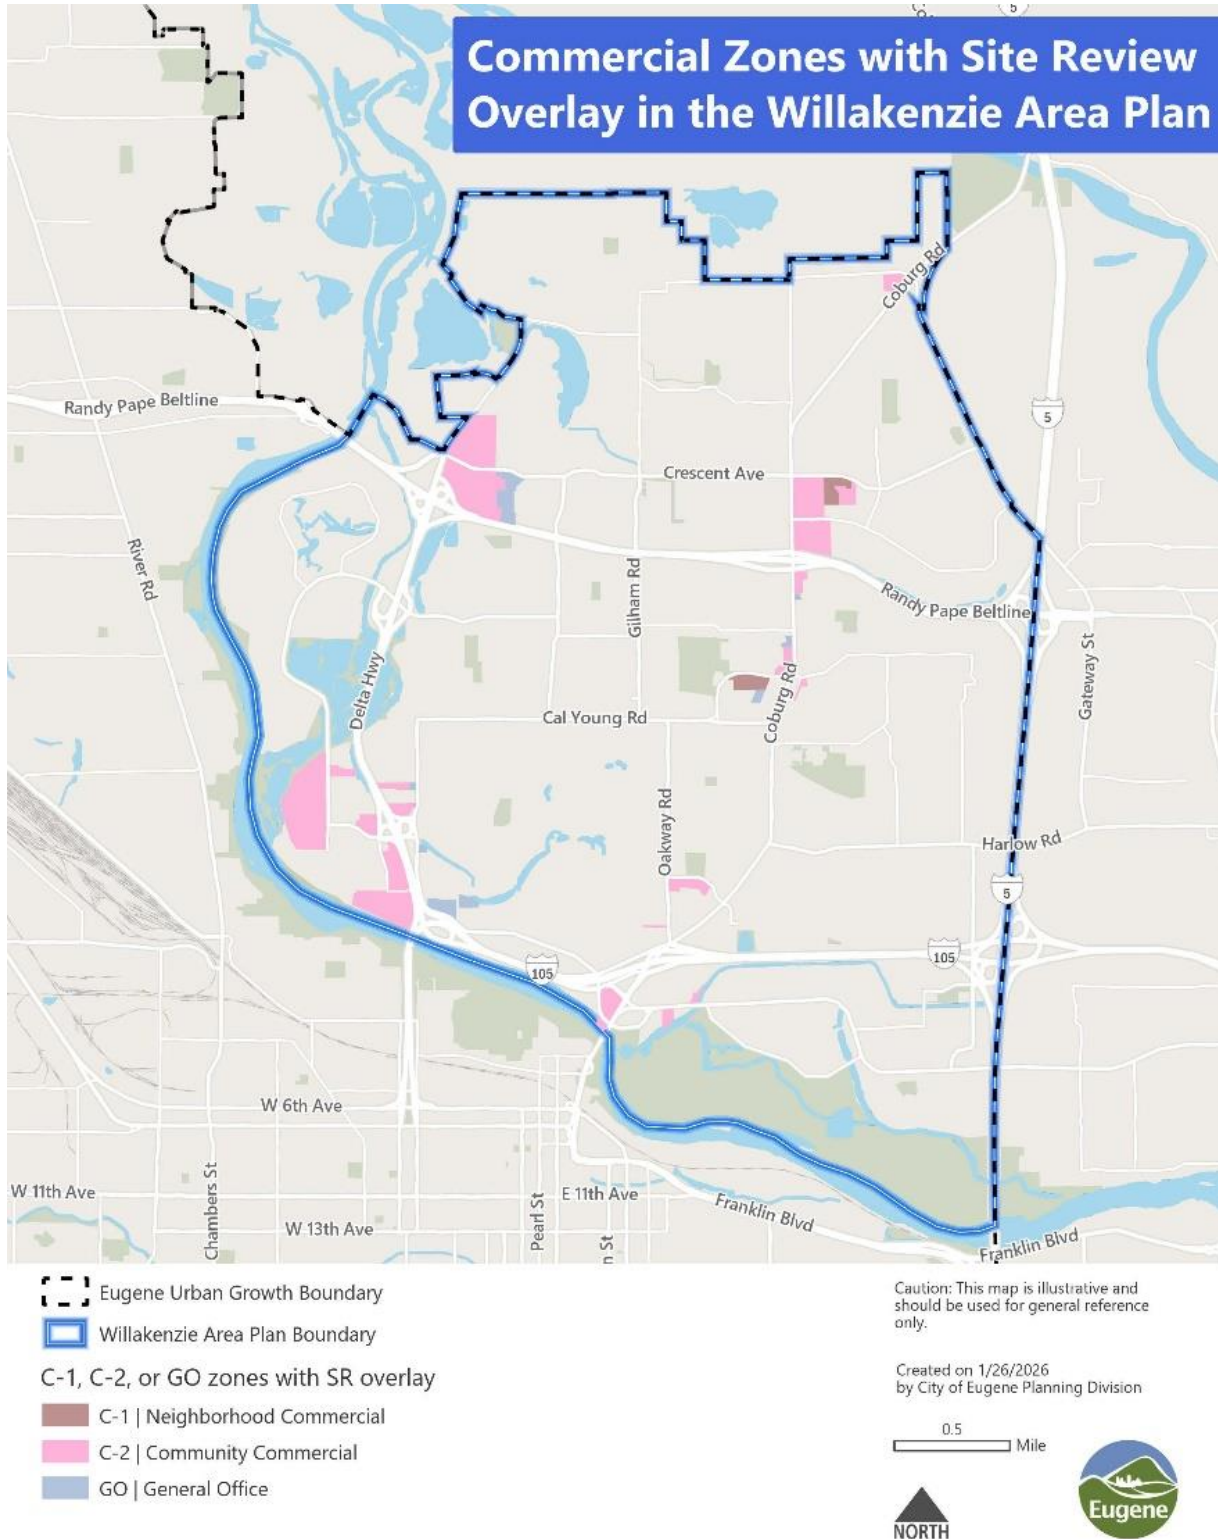 5
Commercial Zones with Site Review
Overlay in the Willakenzie Area Plan
Coburg Rd
Randy Pape Beltline
5
Crescent Ave
River Rd
Gilham Rd
Randy Pape Beltline
Delta Hwy
Coburg Rd
Gateway St
Cal Young Rd
Oakway Rd
Harlow Rd
5
105
105
W 6th Ave
W 11th Ave
Chambers St
W 13th Ave
Pearl St
E 11th Ave
n St
Franklin Blvd
Franklin Blvd
Eugene Urban Growth Boundary
Willakenzie Area Plan Boundary
C-1, C-2, or GO zones with SR overlay
C-1 | Neighborhood Commercial
C-2 | Community Commercial
GO | General Office
Caution: This map is illustrative and
should be used for general reference
only.
Created on 1/26/2026
by City of Eugene Planning Division
0.5
Mile
NORTH
Eugene